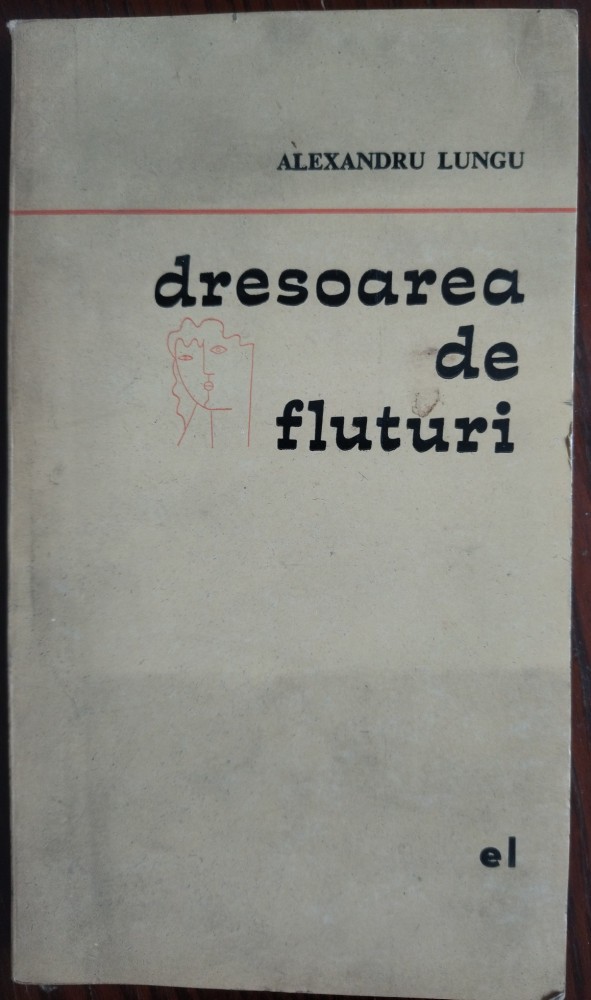 ALEXANDRU LUNGU
dresoarea
de
fluturi
el